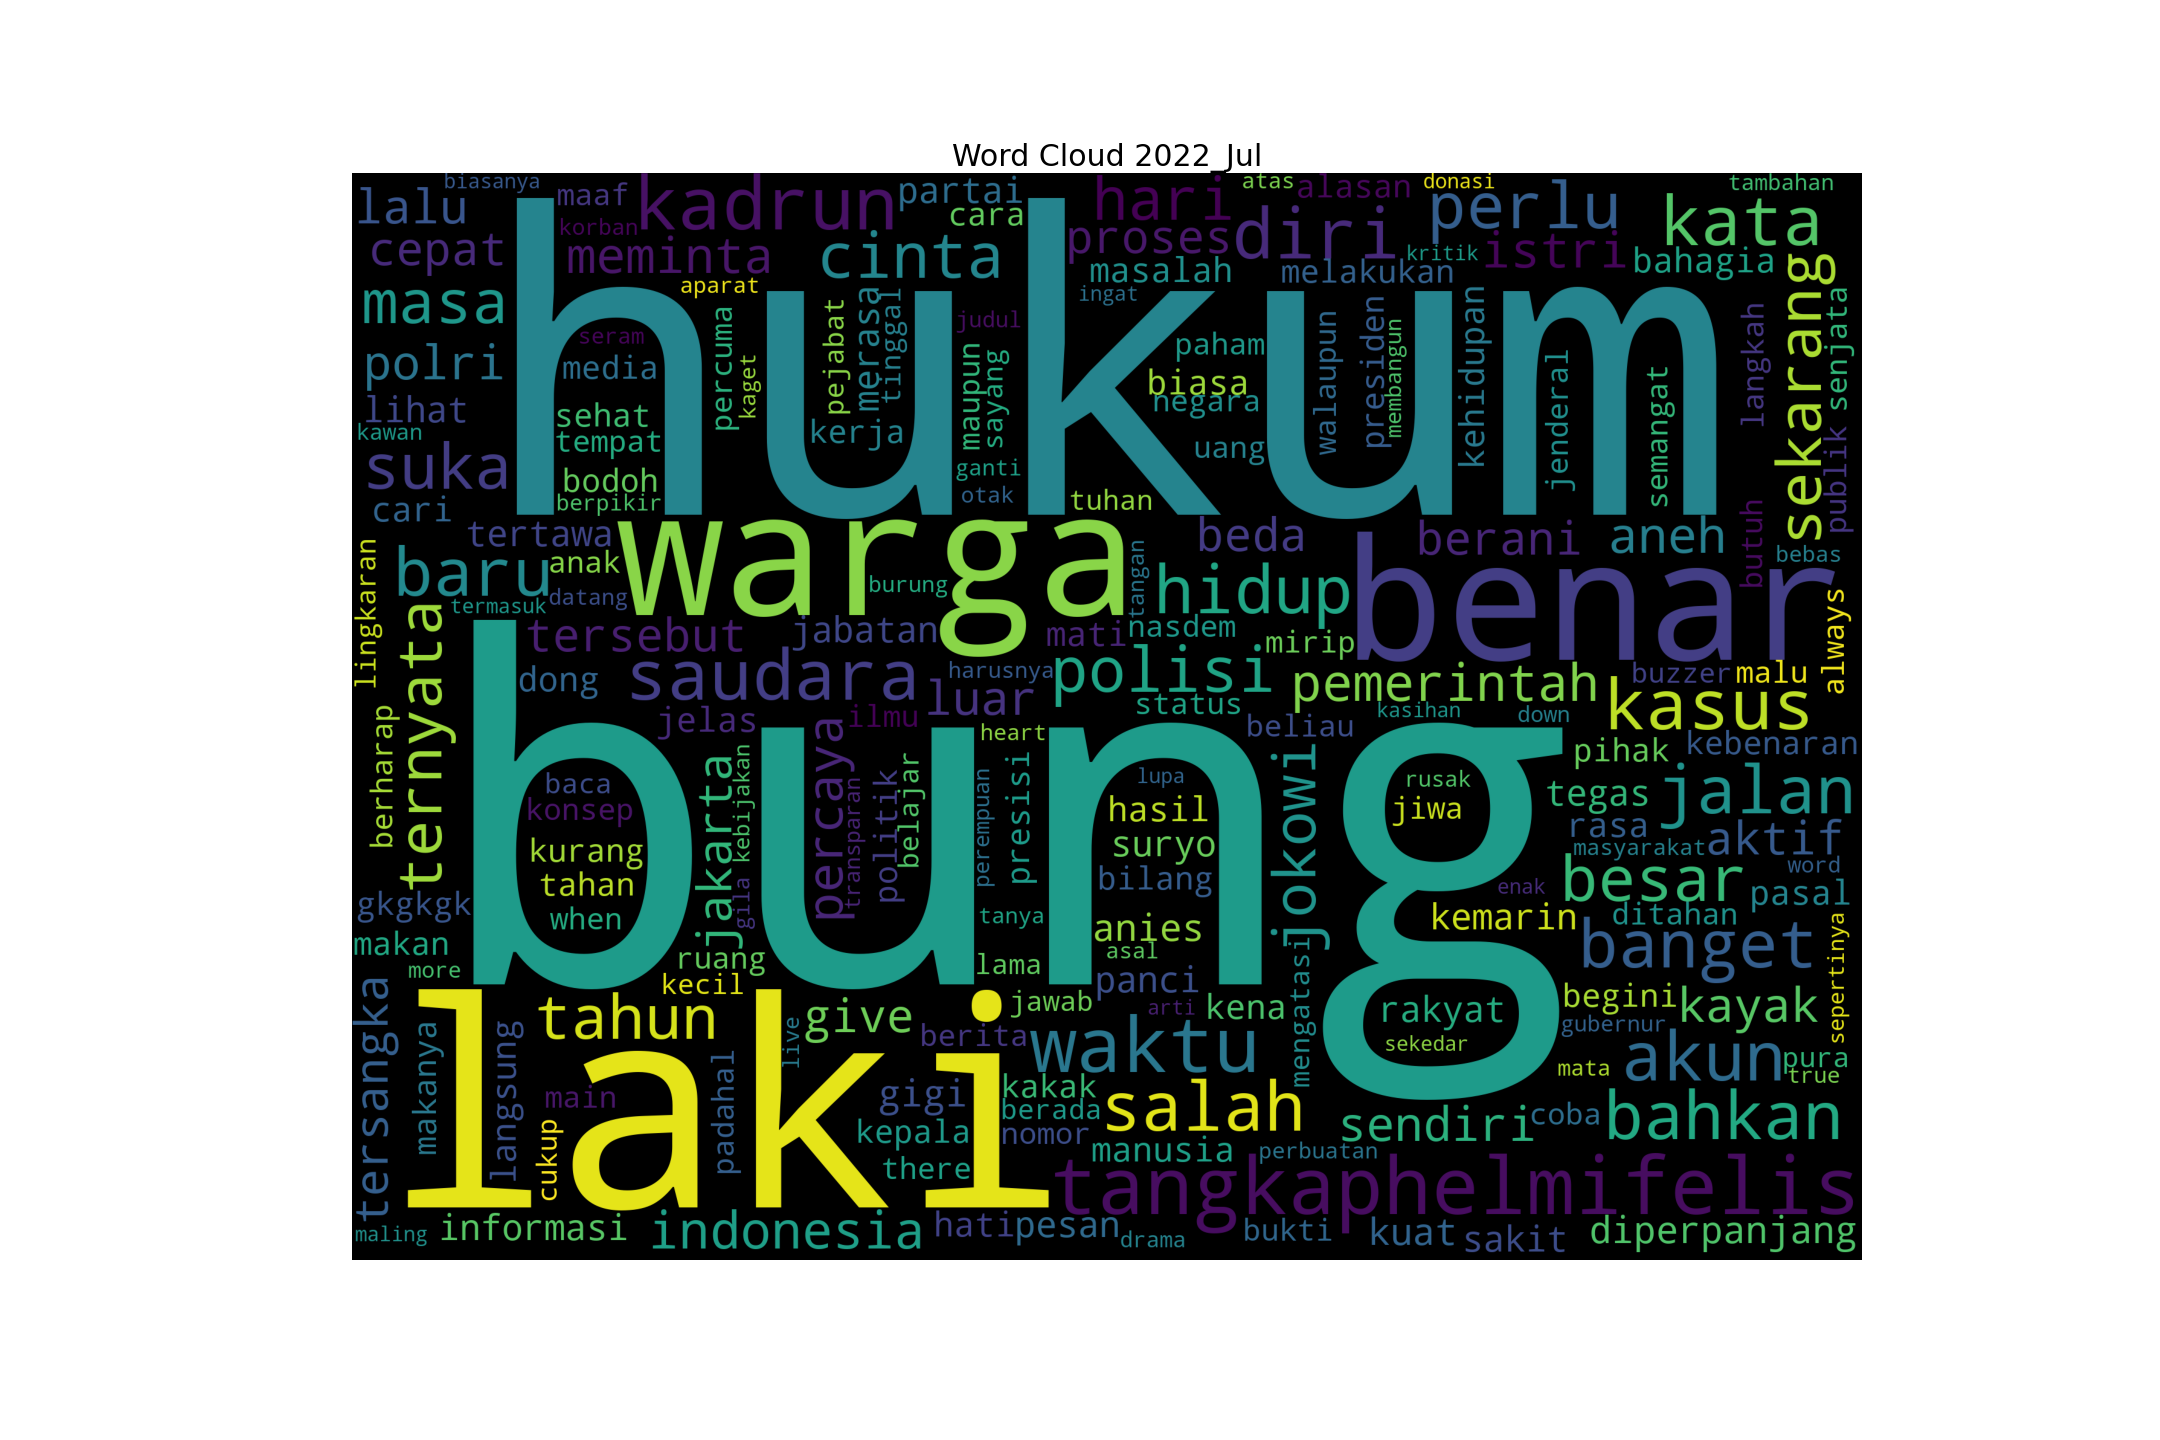 Word Cloud 2022_Jul
lalu
biasanya
maaf
kadrun
partai
hari
atas
alasan
donasi
perlu
tambahan
korban
cara
kata
cepat
meminta
cinta
proses
diri
kritik
istri
bahagia
masalah
melakukan
aparat
ingat
masa
hukum
sekarang
seram
judul
polri
media
percuma
kaget
pejabat
merasa
tinggal
maupun
sayang
paham
biasa
negara
walaupun
presiden
membangun
kehidupan
jenderal
semangat
langkah
senjata
publik
lihat
sehat
kawan
tempat
kerja
uang
suka
bodoh
ganti
cari
berpikir
otak
tuhan
tertawa
warga
beda
berani
aneh
butuh
bebas
lingkaran
baru
anak
burung
tangan
hidup
benar
termasuk
datang
always
ternyata
tersebut
jabatan
mati
nasdem
mirip
dong
saudara
harusnya
polisi
pemerintah
buzzer
malu
luar
status
kasus
jelas
ilmu
kasihan
down
berharap
bung
percaya
heart
beliau
pihak
kebenaran
baca
jakarta
kebijakan
transparan
politik
belajar
perempuan
presisi
lupa
jokowi
rusak
tegas
jalan
konsep
hasil
jiwa
rasa
aktif
kurang
suryo
masyarakat
tahan
bilang
enak
besar
word
pasal
gkgkgk
when
gila
tanya
anies
kemarin
ditahan
makan
ruang
asal
banget
sepertinya
more
kecil
lama
panci
mengatasi
tersangka
laki
tahun
live
give
jawab
arti
kena
rakyat
begini
kayak
berita
waktu
sekedar
gubernur
makanya
langsung
padahal
akun
pura
mata
true
main
gigi
kakak
salah
berada
sendiri
coba
bahkan
cukup
kepala
nomor
manusia
perbuatan
there
tangkaphelmifelis
maling
informasi
indonesia
hati
pesan
drama
bukti
kuat
sakit
diperpanjang